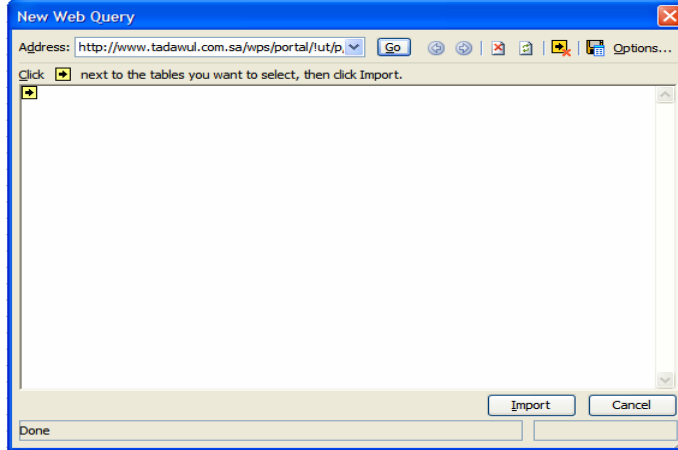 New Web Query
Address: http://www.tadawul.com.sa/wps/portal/!ut/p, Go Options...
Click next to the tables you want to select, then click Import.
Import Cancel
Done